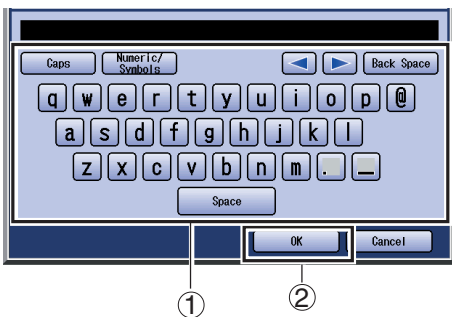 Caps Numeric/ Symbols Back Space
q w e r t y u i o p @
a s d f g h j k l
z x c v b n m . _
Space
OK Cancel
① ②